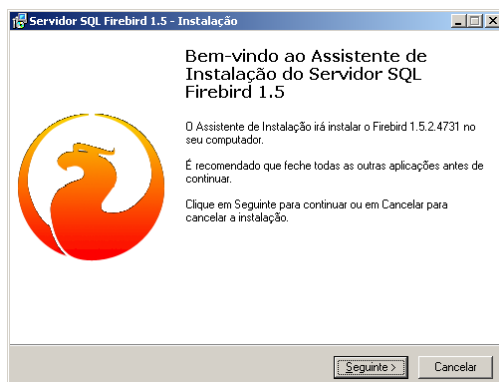 Servidor SQL Firebird 1.5 - Instalação
Bem-vindo ao Assistente de
Instalação do Servidor SQL
Firebird 1.5
O Assistente de Instalação irá instalar o Firebird 1.5.2.4731 no
seu computador.
É recomendado que feche todas as outras aplicações antes de
continuar.
Clique em Seguinte para continuar ou em Cancelar para
cancelar a instalação.
Seguinte >
Cancelar